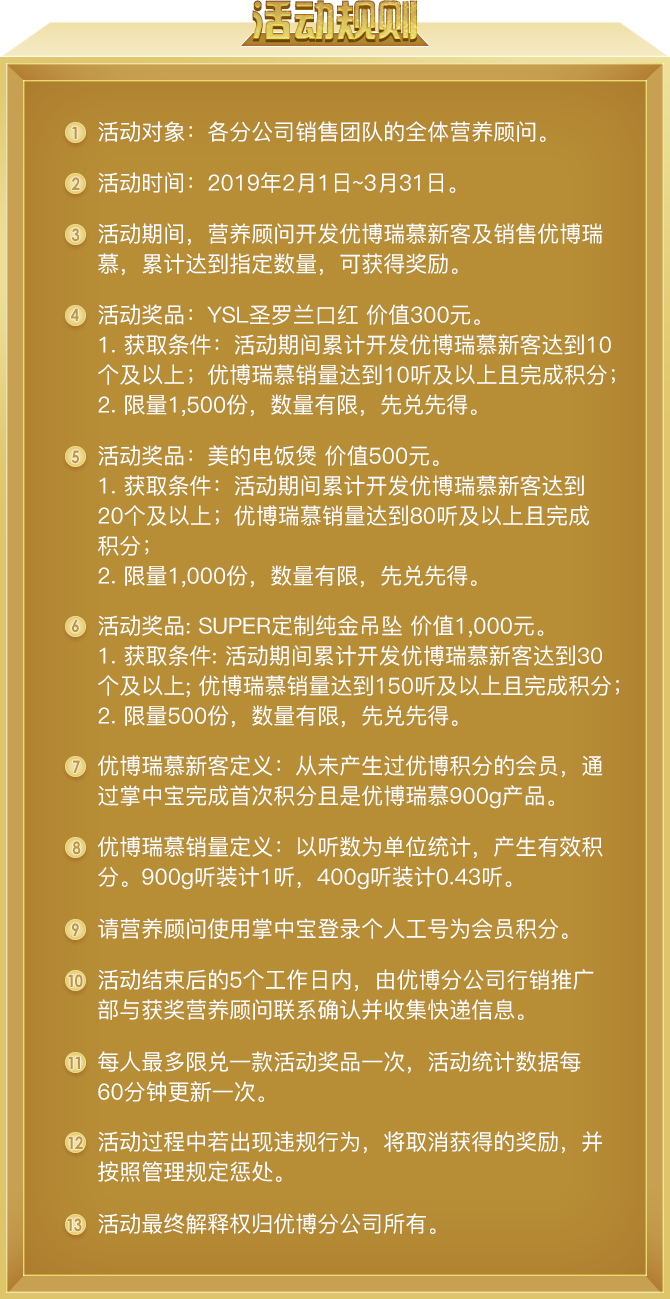 活动规则
1 活动对象：各分公司销售团队的全体营养顾问。
2 活动时间：2019年2月1日~3月31日。
3 活动期间，营养顾问开发优博瑞慕新客及销售优博瑞
慕，累计达到指定数量，可获得奖励。
4 活动奖品：YSL圣罗兰口红 价值300元。
1. 获取条件：活动期间累计开发优博瑞慕新客达到10
个及以上；优博瑞慕销量达到10听及以上且完成积分；
2. 限量1,500份，数量有限，先兑先得。
5 活动奖品：美的电饭煲 价值500元。
1. 获取条件：活动期间累计开发优博瑞慕新客达到
20个及以上；优博瑞慕销量达到80听及以上且完成
积分；
2. 限量1,000份，数量有限，先兑先得。
6 活动奖品: SUPER定制纯金吊坠 价值1,000元。
1. 获取条件: 活动期间累计开发优博瑞慕新客达到30
个及以上; 优博瑞慕销量达到150听及以上且完成积分；
2. 限量500份，数量有限，先兑先得。
7 优博瑞慕新客定义：从未产生过优博积分的会员，通
过掌中宝完成首次积分且是优博瑞慕900g产品。
8 优博瑞慕销量定义：以听数为单位统计，产生有效积
分。900g听装计1听，400g听装计0.43听。
9 请营养顾问使用掌中宝登录个人工号为会员积分。
10 活动结束后的5个工作日内，由优博分公司行销推广
部与获奖营养顾问联系确认并收集快递信息。
11 每人最多限兑一款活动奖品一次，活动统计数据每
60分钟更新一次。
12 活动过程中若出现违规行为，将取消获得的奖励，并
按照管理规定惩处。
13 活动最终解释权归优博分公司所有。